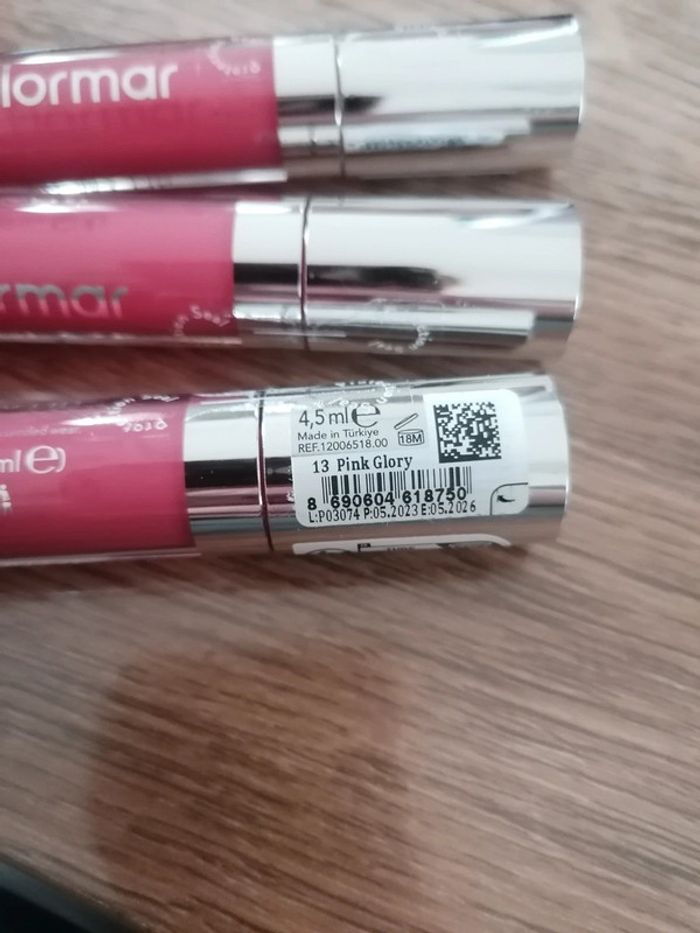 lormar
rmar
ml ℮)
4,5 ml ℮
Made in Türkiye
REF.12006518.00
18M
13 Pink Glory
8 690604 618750
L:P03074 P:05.2023 E:05.2026